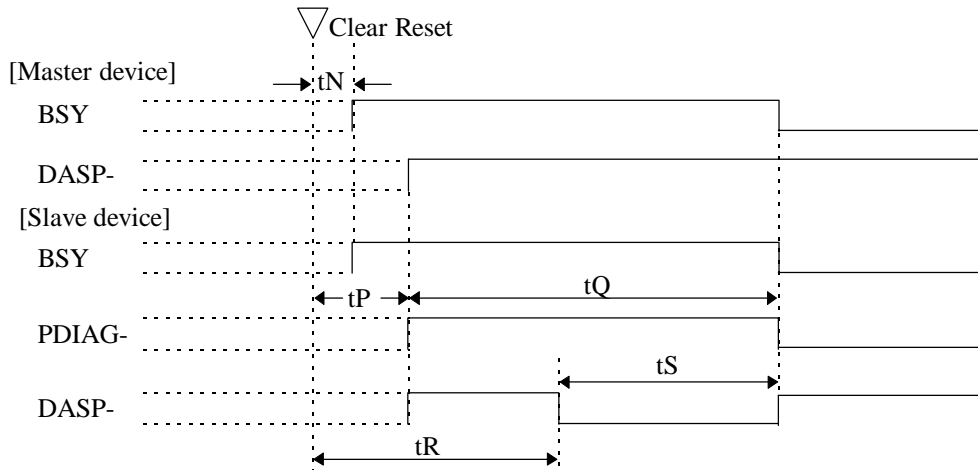 Clear Reset
tN
[Master device]
BSY
DASP-
[Slave device]
BSY
tP
tQ
PDIAG-
tS
DASP-
tR